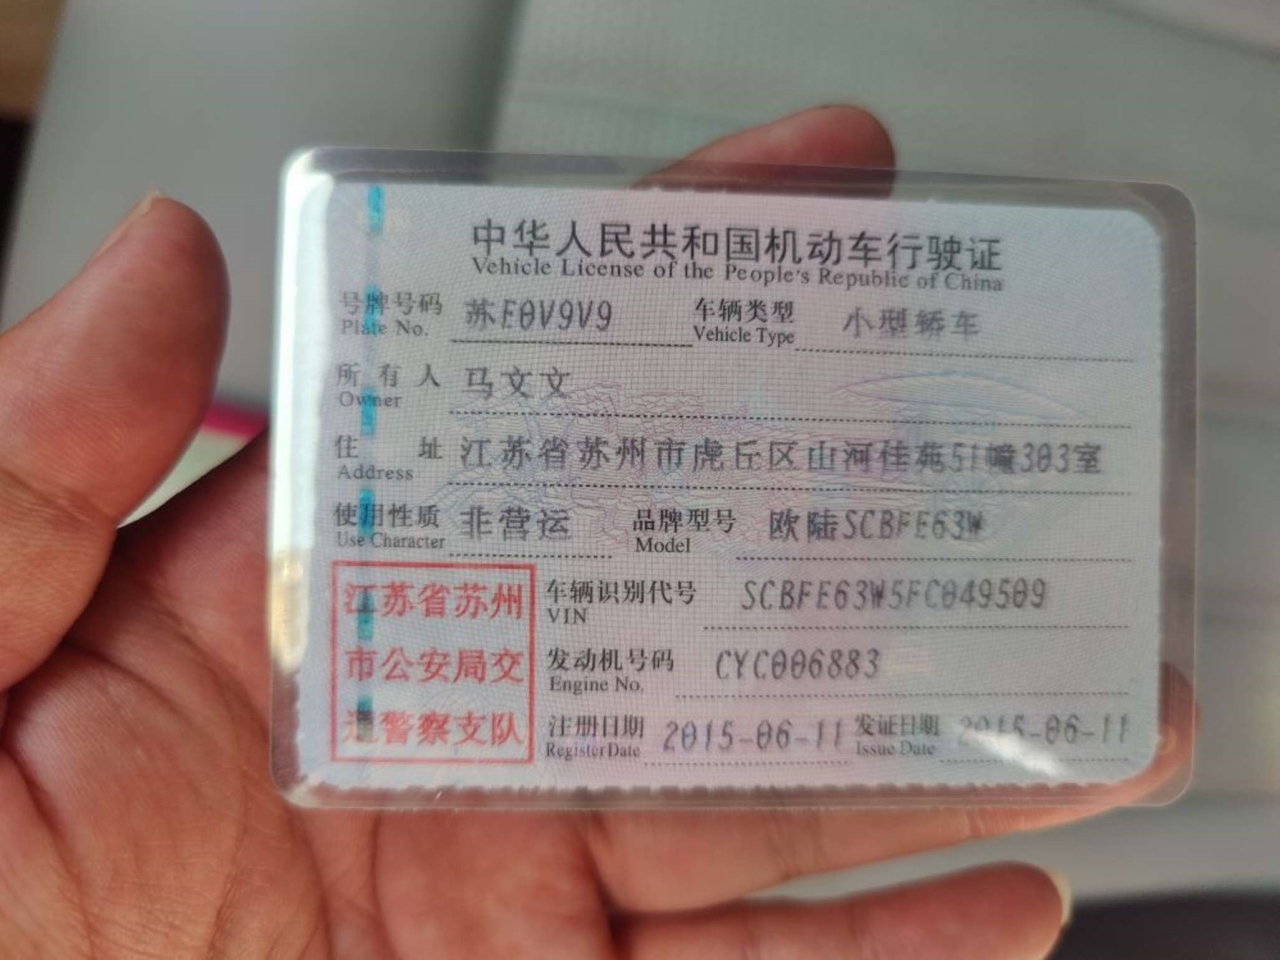 中华人民共和国机动车行驶证
Vehicle License of the People's Republic of China
号牌号码 苏E0V9V9 车辆类型 小型轿车
Plate No. Vehicle Type
所有人 马文文
Owner
住址 江苏省苏州市虎丘区山河佳苑51幢303室
Address
使用性质 非营运 品牌型号 欧陆SCBFE63W
Use Character Model
江苏省苏州
市公安局交
通警察支队
车辆识别代号 SCBFE63W5FC049509
VIN
发动机号码 CYC006883
Engine No.
注册日期 2015-06-11 发证日期 2015-06-11
Register Date Issue Date